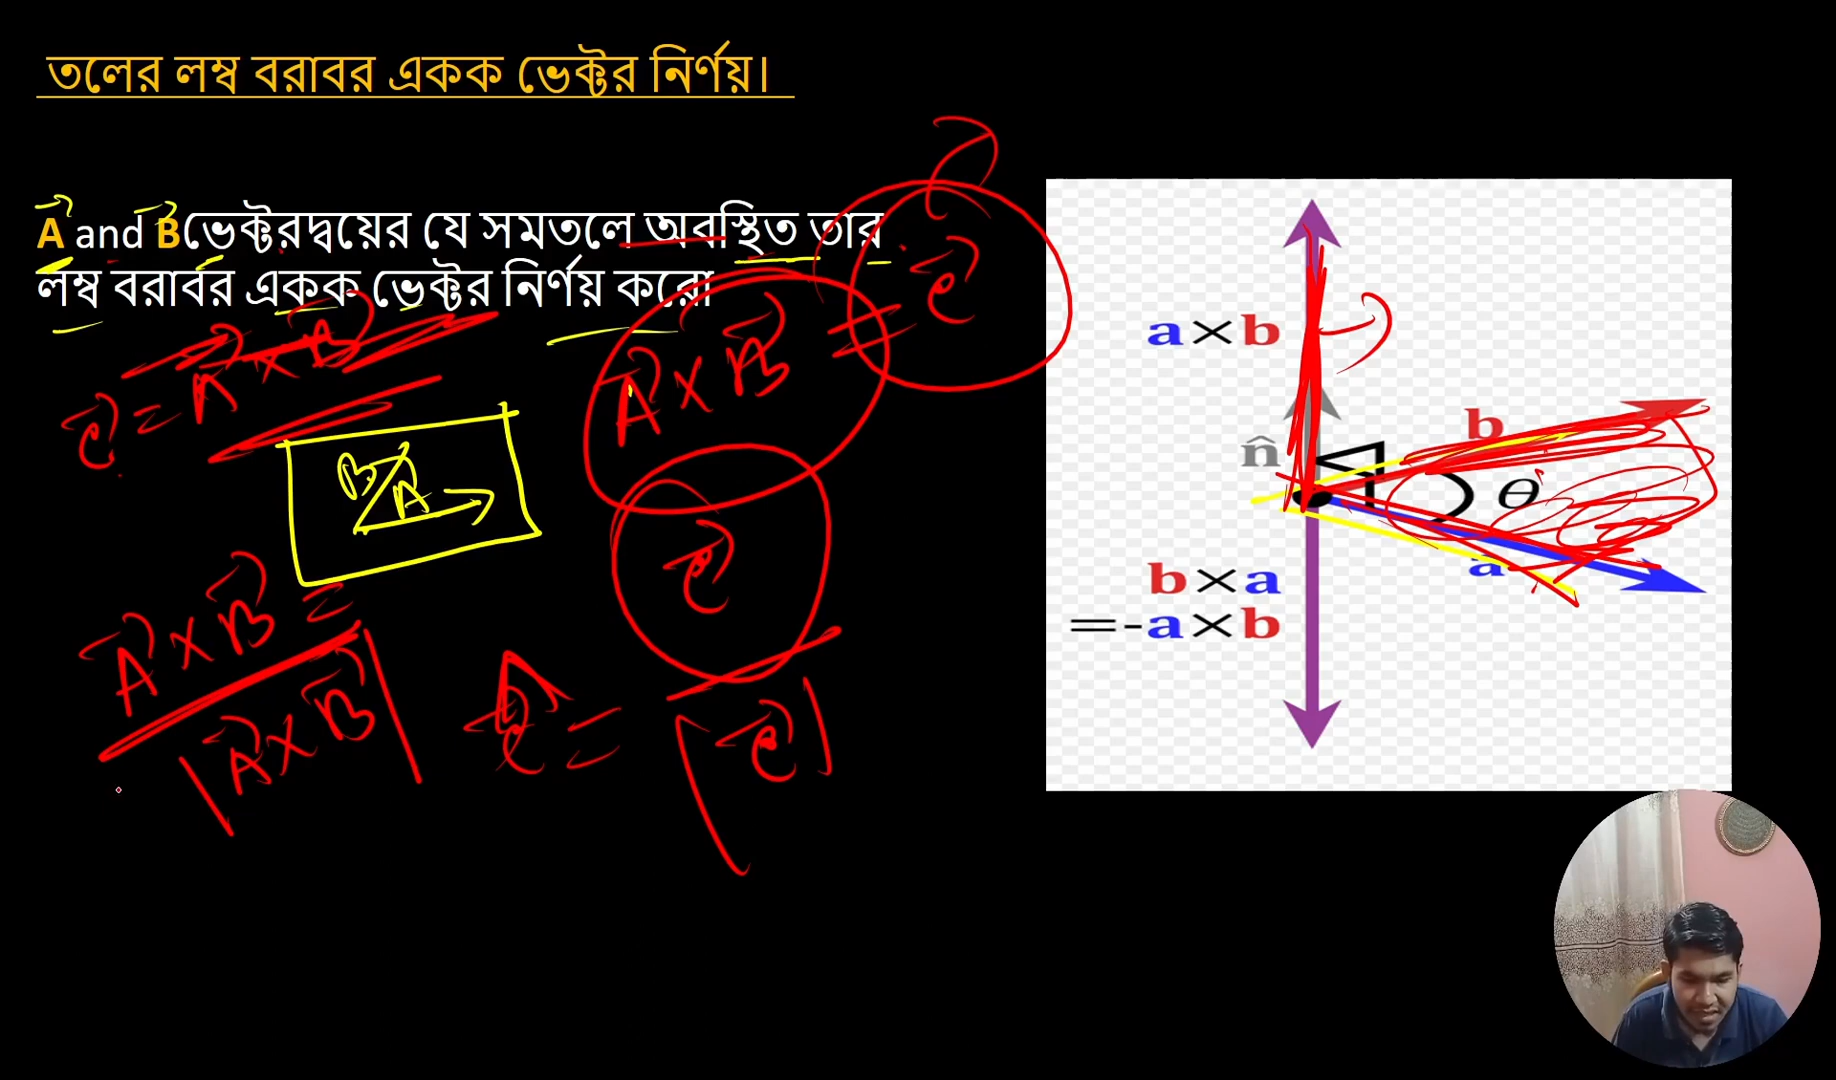 তলের লম্ব বরাবর একক ভেক্টর নির্ণয়।
A and B ভেক্টরদ্বয়ের যে সমতলে অবস্থিত তার
লম্ব বরাবর একক ভেক্টর নির্ণয় করো
C = A × B
A × B = C
B A
C
A × B =
|A × B|
=
|C|
a×b
n̂
b
θ
a
b×a
=-a×b